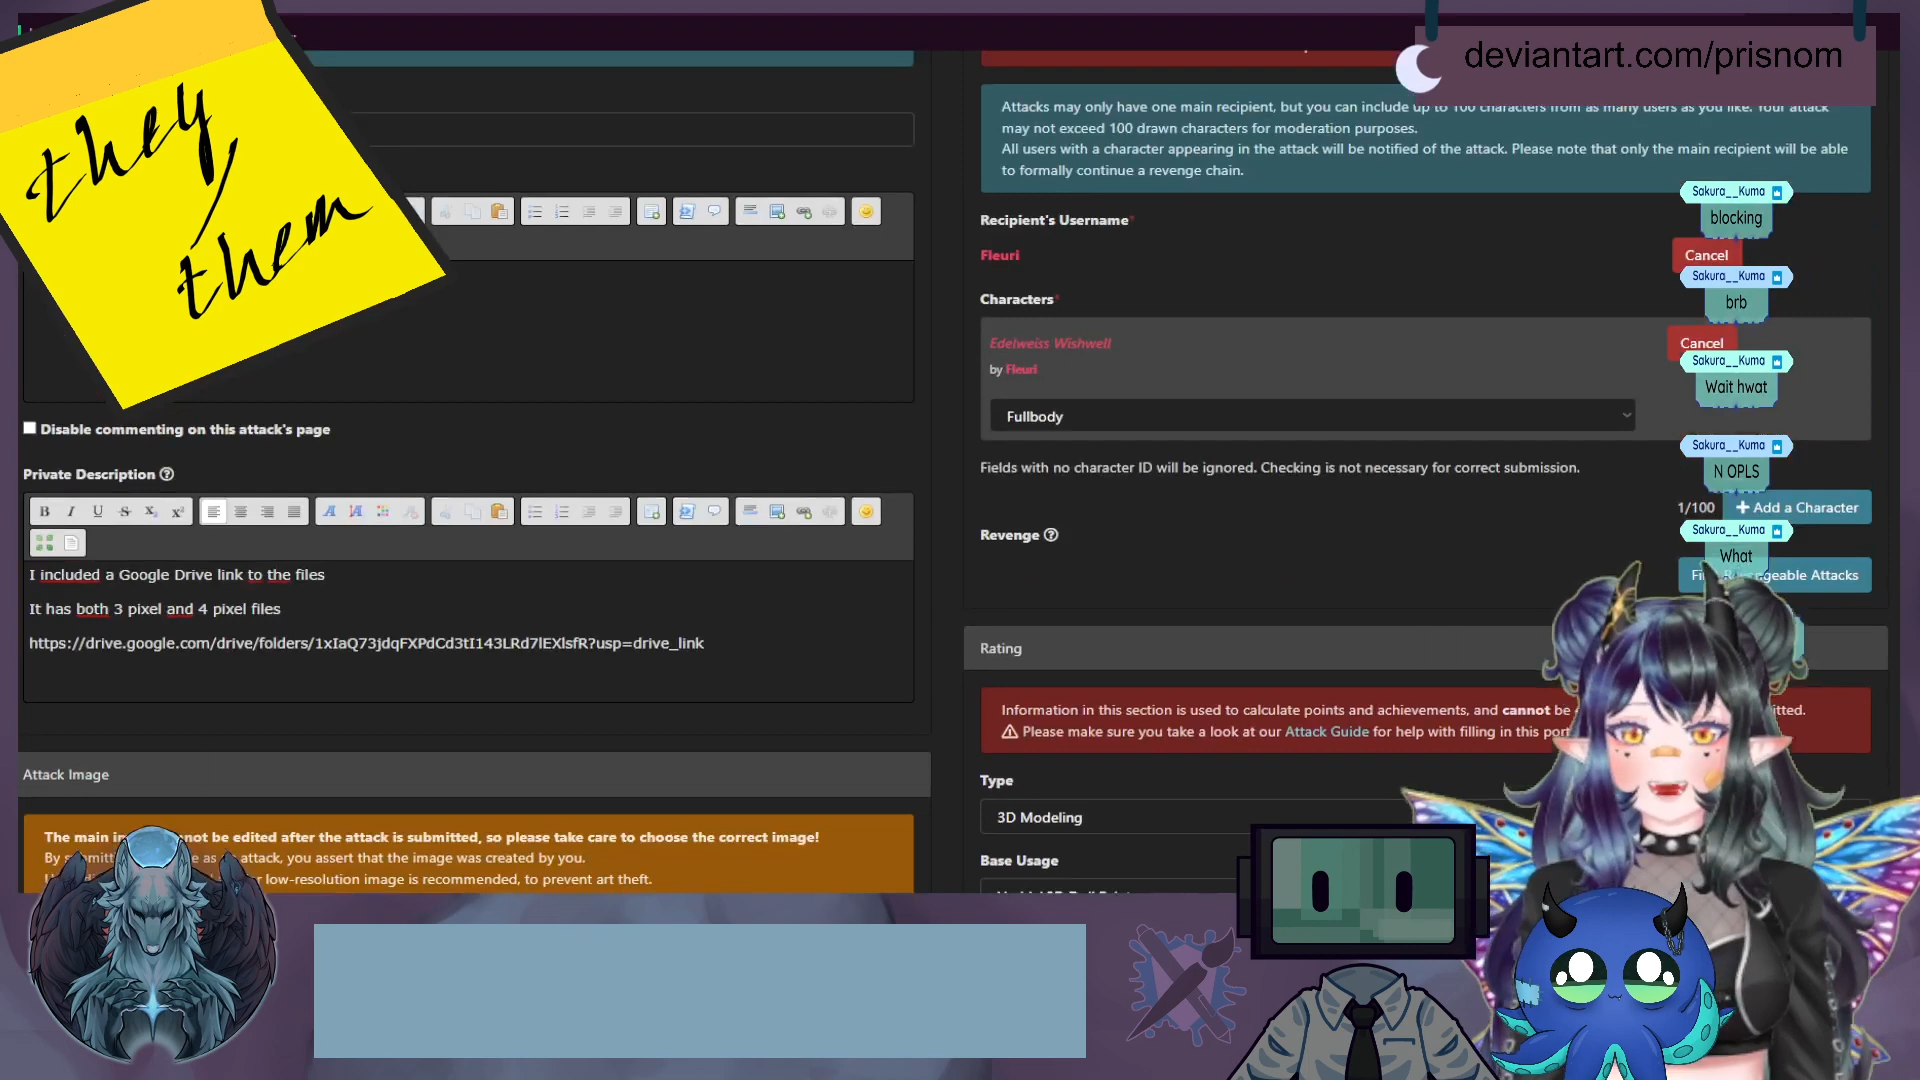 they/
them
deviantart.com/prisnom
Attacks may only have one main recipient, but you can include up to 100 characters from as many users as you like. Your attack
may not exceed 100 drawn characters for moderation purposes.
All users with a character appearing in the attack will be notified of the attack. Please note that only the main recipient will be able
to formally continue a revenge chain.
Recipient's Username*
Fleuri
Cancel
Characters*
Edelweiss Wishwell
Cancel
by Fleuri
Fullbody
Fields with no character ID will be ignored. Checking is not necessary for correct submission.
1/100
Add a Character
Revenge
Revengeable Attacks
Sakura__Kuma
blocking
Sakura__Kuma
brb
Sakura__Kuma
Wait hwat
Sakura__Kuma
N OPLS
Sakura__Kuma
What
Disable commenting on this attack's page
Private Description
B I U S x x²
I included a Google Drive link to the files
It has both 3 pixel and 4 pixel files
https://drive.google.com/drive/folders/1xIaQ73jdqFXPdCd3tI143LRd7lEXlsfR?usp=drive_link
Attack Image
The main not be edited after the attack is submitted, so please take care to choose the correct image!
By as attack, you assert that the image was created by you.
or low-resolution image is recommended, to prevent art theft.
Rating
Information in this section is used to calculate points and achievements, and cannot be
Please make sure you take a look at our Attack Guide for help with filling in this
Type
3D Modeling
Base Usage